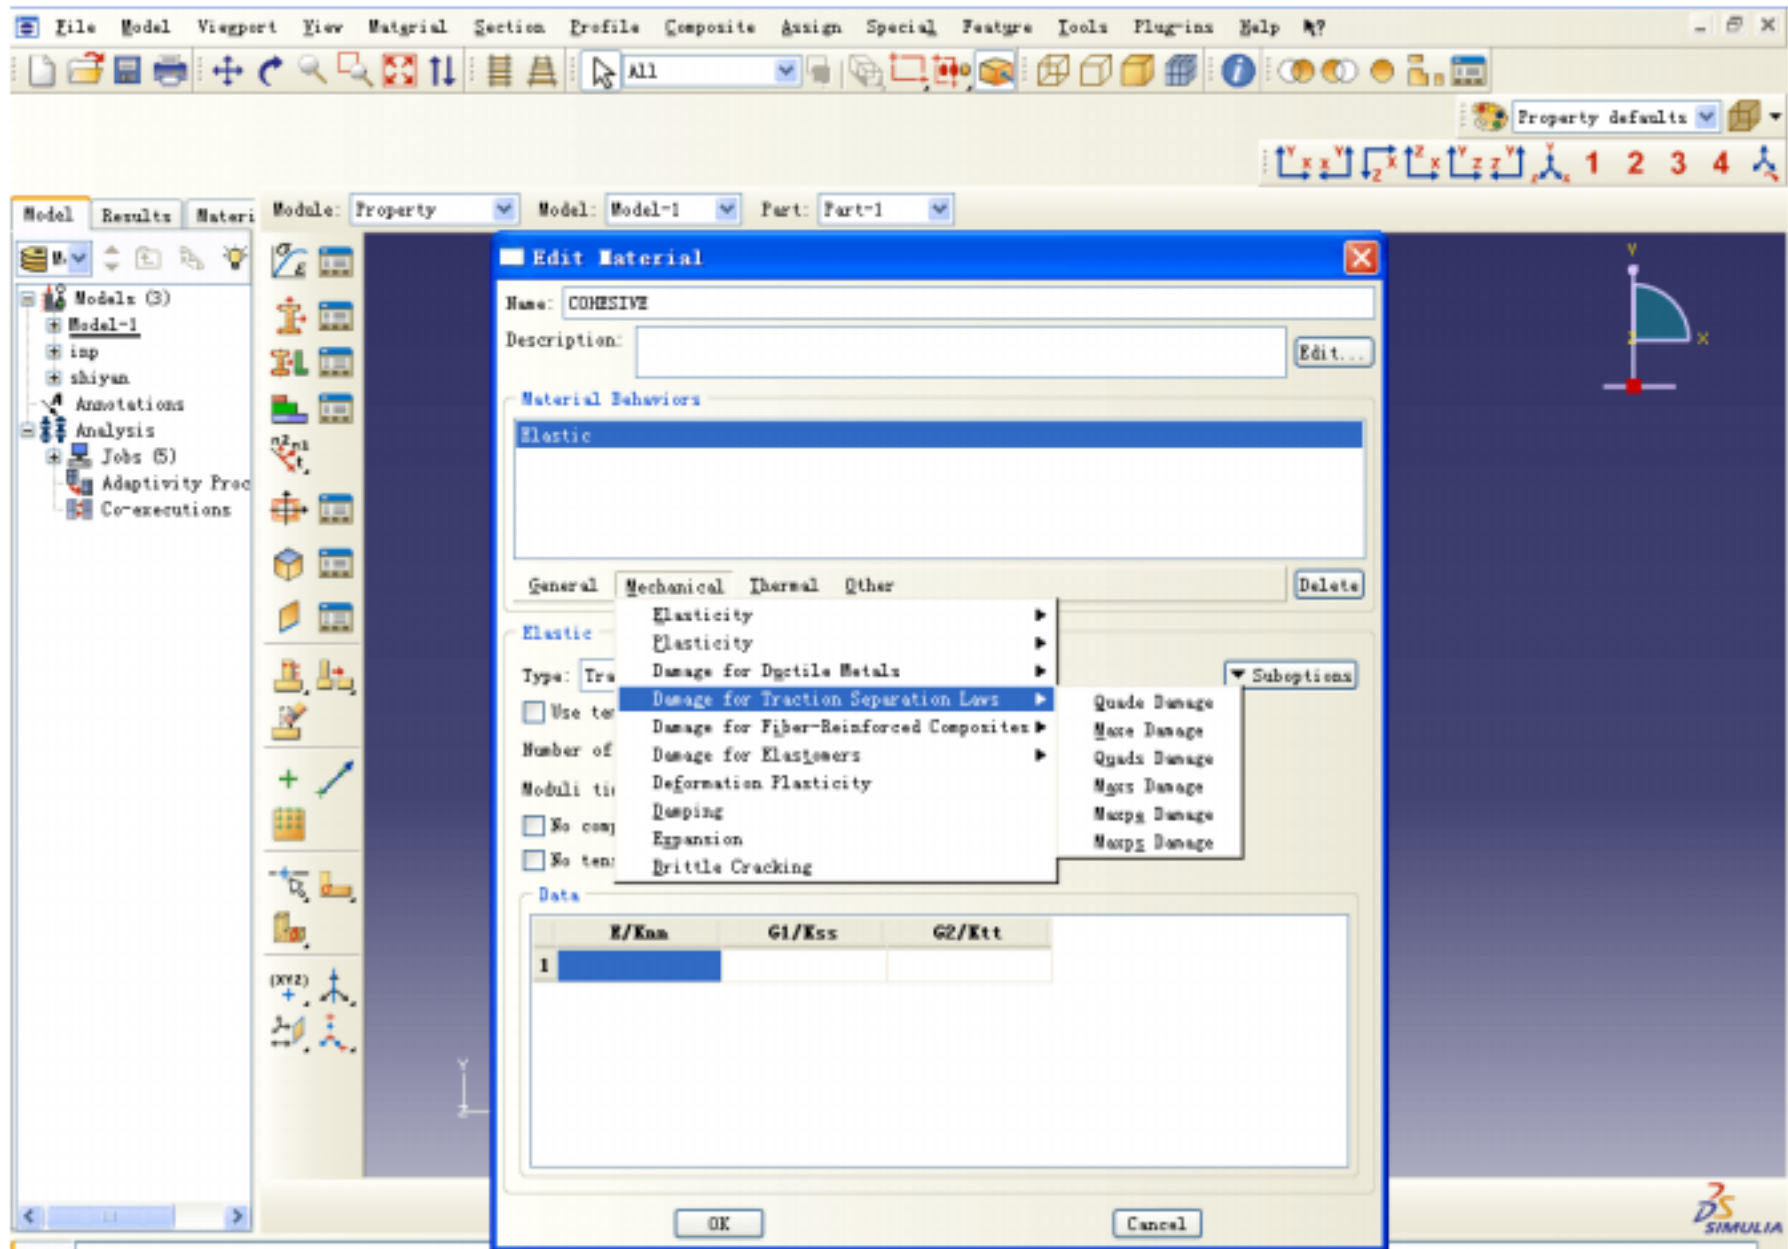 File Model Viewport View Material Section Profile Composite Assign Special Feature Tools Plug-ins Help
All
Property defaults
1 2 3 4
Model Results Materi Module: Property Model: Model-1 Part: Part-1
Edit Material
Name: COHESIVE
Description:
Edit...
Models (3)
Model-1
inp
shiyan
Annotations
Analysis
Jobs (5)
Adaptivity Proc
Co-executions
Material Behaviors
Elastic
General Mechanical Thermal Other Delete
Elasticity
Plasticity
Damage for Ductile Metals
Damage for Traction Separation Laws
Damage for Fiber-Reinforced Composites
Damage for Elastomers
Deformation Plasticity
Damping
Expansion
Brittle Cracking
Quade Damage
Maxe Damage
Quads Damage
Maxs Damage
Maxpe Damage
Maxps Damage
Elastic
Type: Tra
Suboptions
Use tem
Number of
Moduli ti
No comp
No tens
Data
E/Knn G1/Kss G2/Ktt
1
OK Cancel
(XYZ)
Y
X
Z
Y
Z
SIMULIA